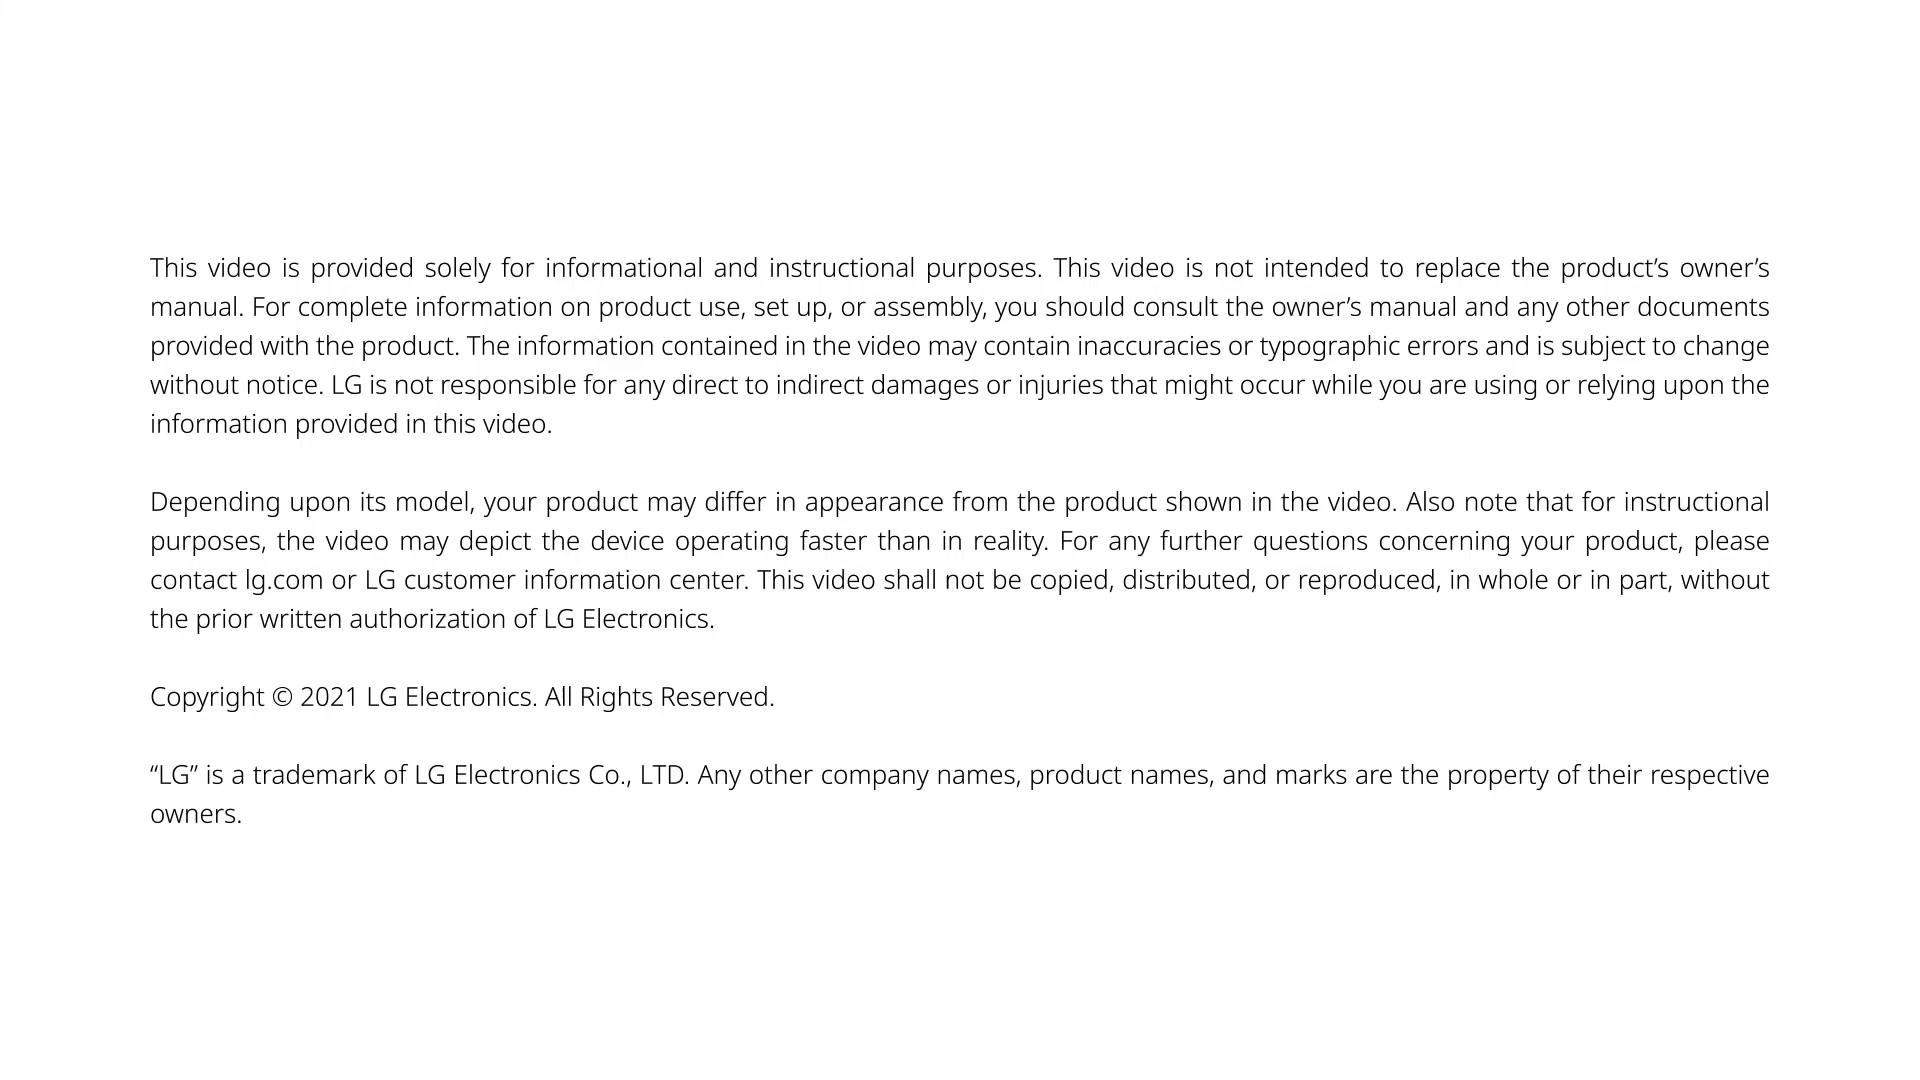 This video is provided solely for informational and instructional purposes. This video is not intended to replace the product’s owner’s
manual. For complete information on product use, set up, or assembly, you should consult the owner’s manual and any other documents
provided with the product. The information contained in the video may contain inaccuracies or typographic errors and is subject to change
without notice. LG is not responsible for any direct to indirect damages or injuries that might occur while you are using or relying upon the
information provided in this video.
Depending upon its model, your product may differ in appearance from the product shown in the video. Also note that for instructional
purposes, the video may depict the device operating faster than in reality. For any further questions concerning your product, please
contact lg.com or LG customer information center. This video shall not be copied, distributed, or reproduced, in whole or in part, without
the prior written authorization of LG Electronics.
Copyright © 2021 LG Electronics. All Rights Reserved.
“LG” is a trademark of LG Electronics Co., LTD. Any other company names, product names, and marks are the property of their respective
owners.